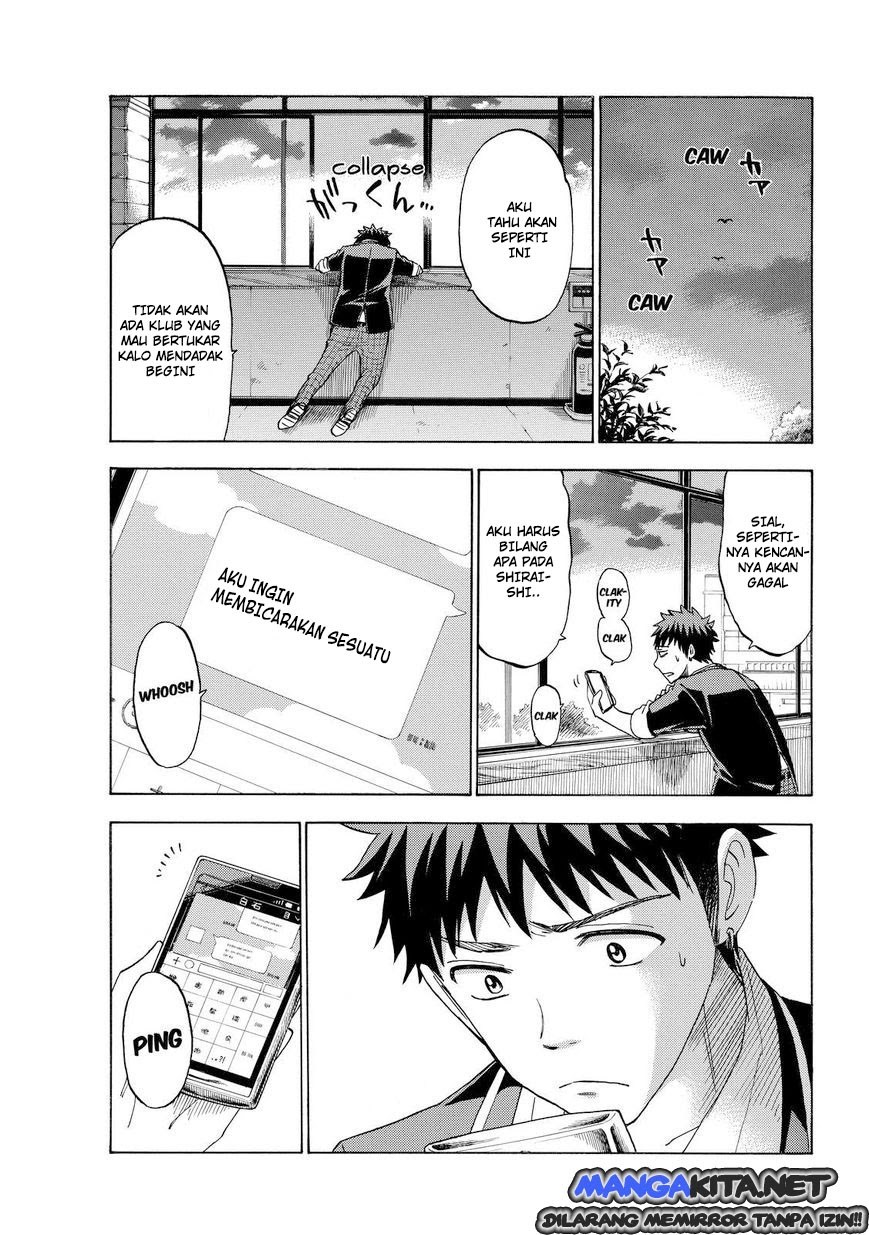 CAW
カァ
カァ
CAW
AKU
TAHU AKAN
SEPERTI
INI
collapse
がっくん…
TIDAK AKAN
ADA KLUB YANG
MAU BERTUKAR
KALO MENDADAK
BEGINI
SIAL,
SEPERTI-
NYA KENCAN-
NYA AKAN
GAGAL
AKU HARUS
BILANG
APA PADA
SHIRAI-
SHI..
CLAK-
ITY
CLAK
CLAK
AKU INGIN
MEMBICARAKAN SESUATU
WHOOSH
PING
MANGAKITA.NET
DILARANG MEMIRROR TANPA IZIN!!